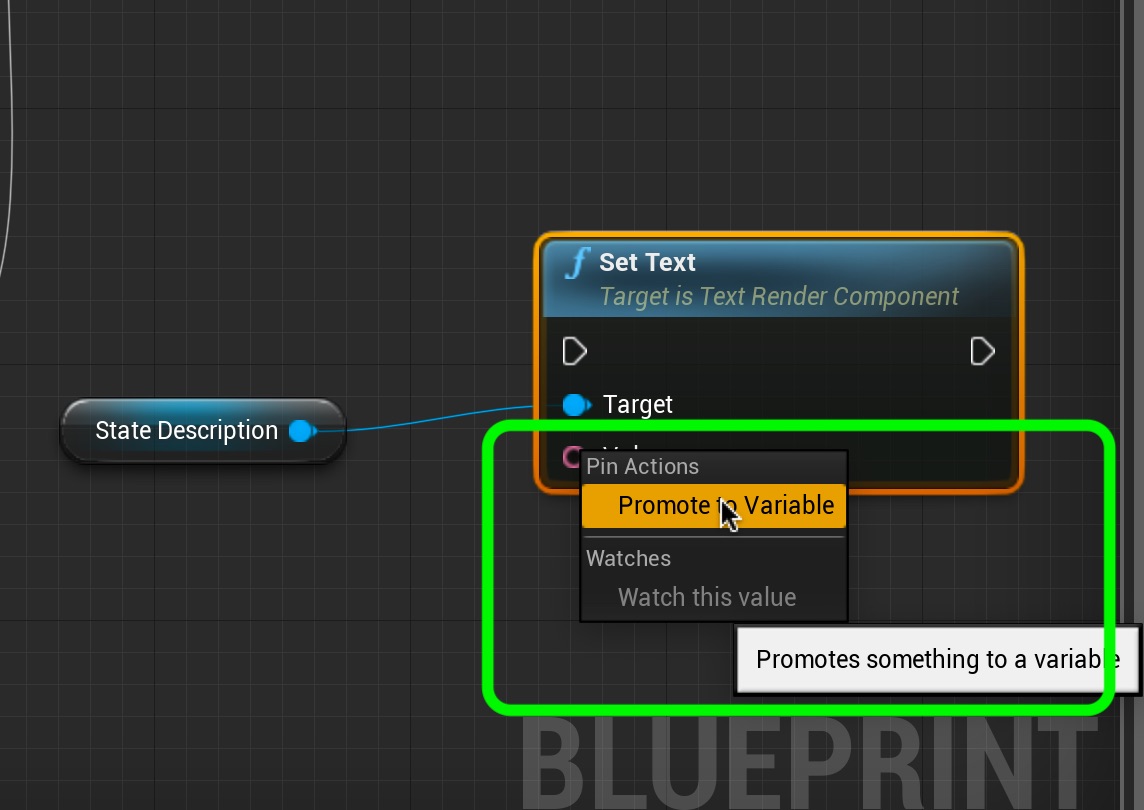 Set Text
Target is Text Render Component
Target
State Description
Pin Actions
Promote to Variable
Watches
Watch this value
Promotes something to a variable
BLUEPRINT